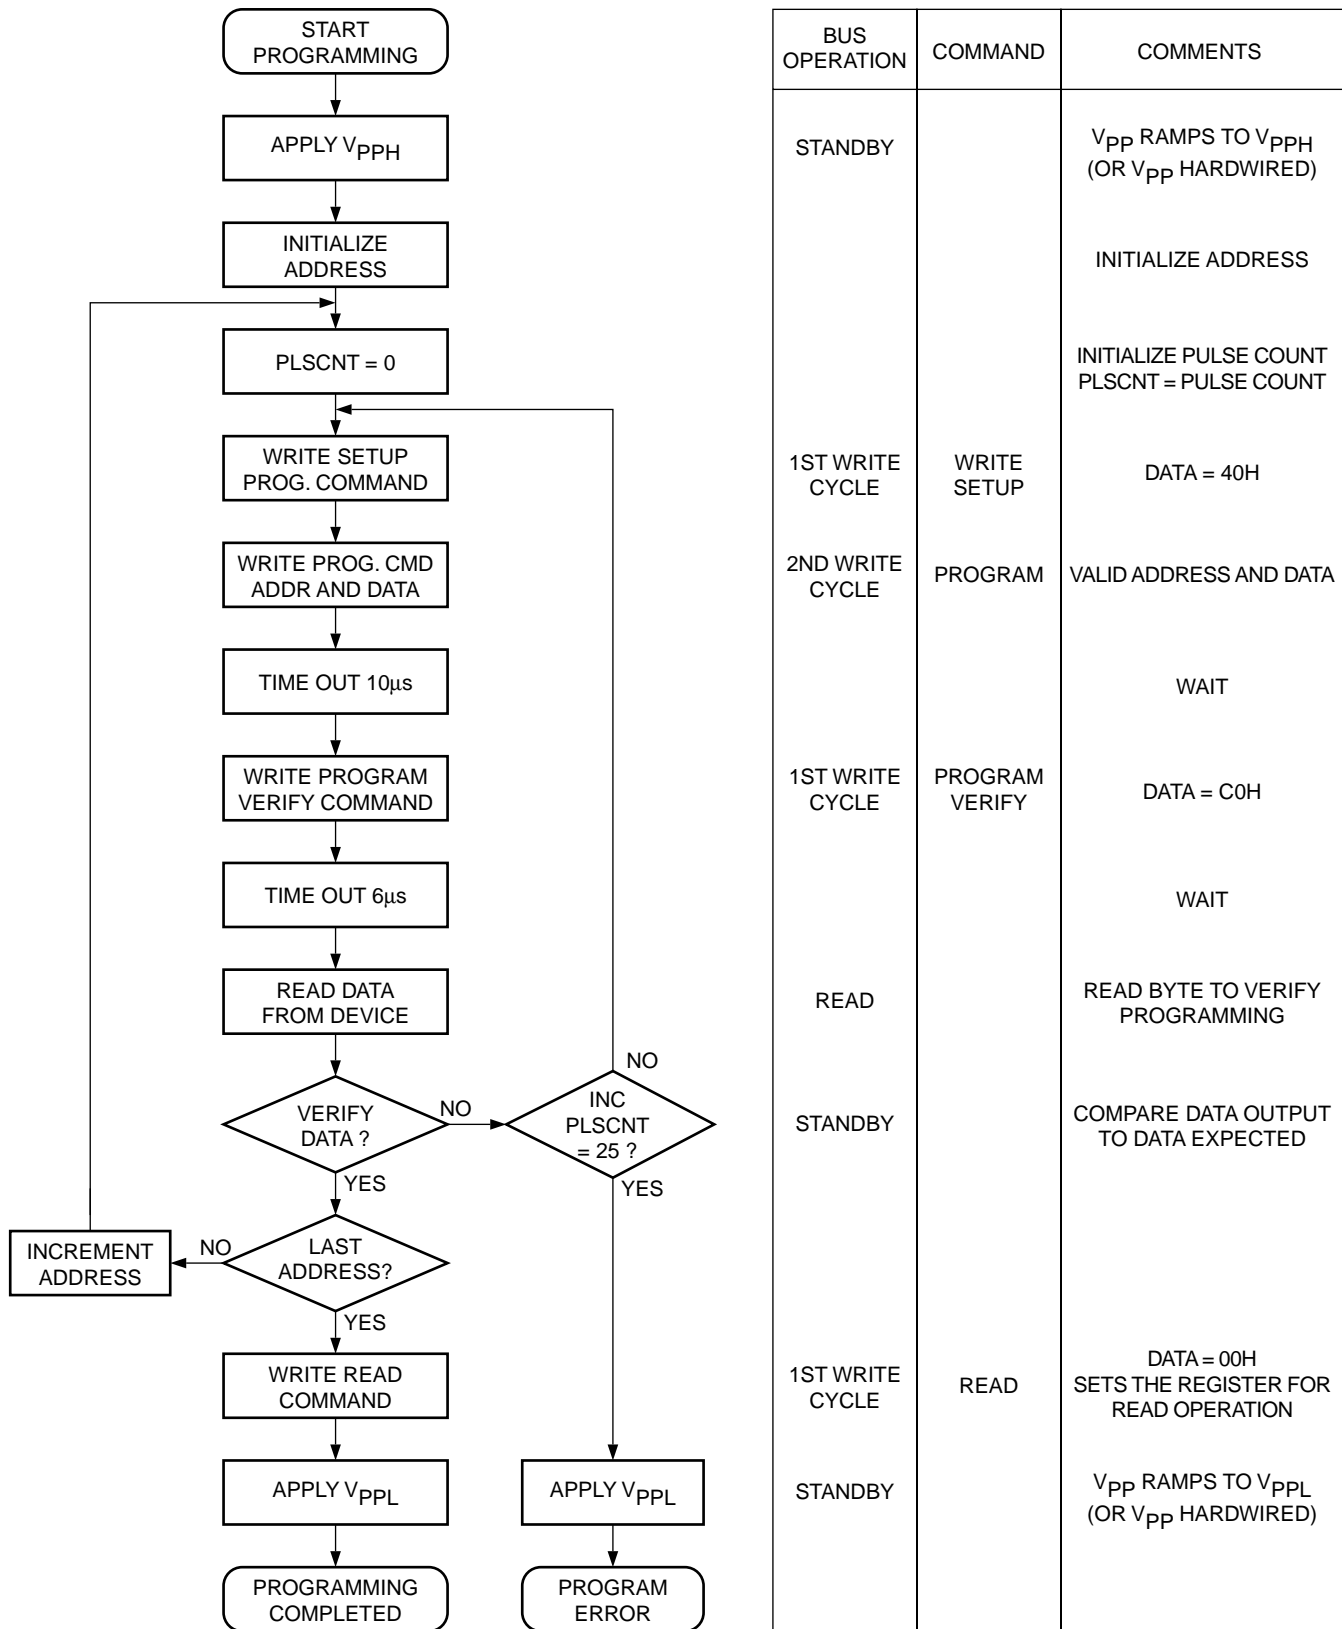 START
PROGRAMMING
APPLY VPPH
INITIALIZE
ADDRESS
PLSCNT = 0
WRITE SETUP
PROG. COMMAND
WRITE PROG. CMD
ADDR AND DATA
TIME OUT 10μs
WRITE PROGRAM
VERIFY COMMAND
TIME OUT 6μs
READ DATA
FROM DEVICE
VERIFY
DATA ?
NO
YES
INC
PLSCNT
= 25 ?
NO
YES
LAST
ADDRESS?
NO
YES
INCREMENT
ADDRESS
WRITE READ
COMMAND
APPLY VPPL
PROGRAMMING
COMPLETED
APPLY VPPL
PROGRAM
ERROR
BUS
OPERATION
COMMAND
COMMENTS
STANDBY
VPP RAMPS TO VPPH
(OR VPP HARDWIRED)
INITIALIZE ADDRESS
INITIALIZE PULSE COUNT
PLSCNT = PULSE COUNT
1ST WRITE
CYCLE
WRITE
SETUP
DATA = 40H
2ND WRITE
CYCLE
PROGRAM
VALID ADDRESS AND DATA
WAIT
1ST WRITE
CYCLE
PROGRAM
VERIFY
DATA = C0H
WAIT
READ
READ BYTE TO VERIFY
PROGRAMMING
STANDBY
COMPARE DATA OUTPUT
TO DATA EXPECTED
1ST WRITE
CYCLE
READ
DATA = 00H
SETS THE REGISTER FOR
READ OPERATION
STANDBY
VPP RAMPS TO VPPL
(OR VPP HARDWIRED)